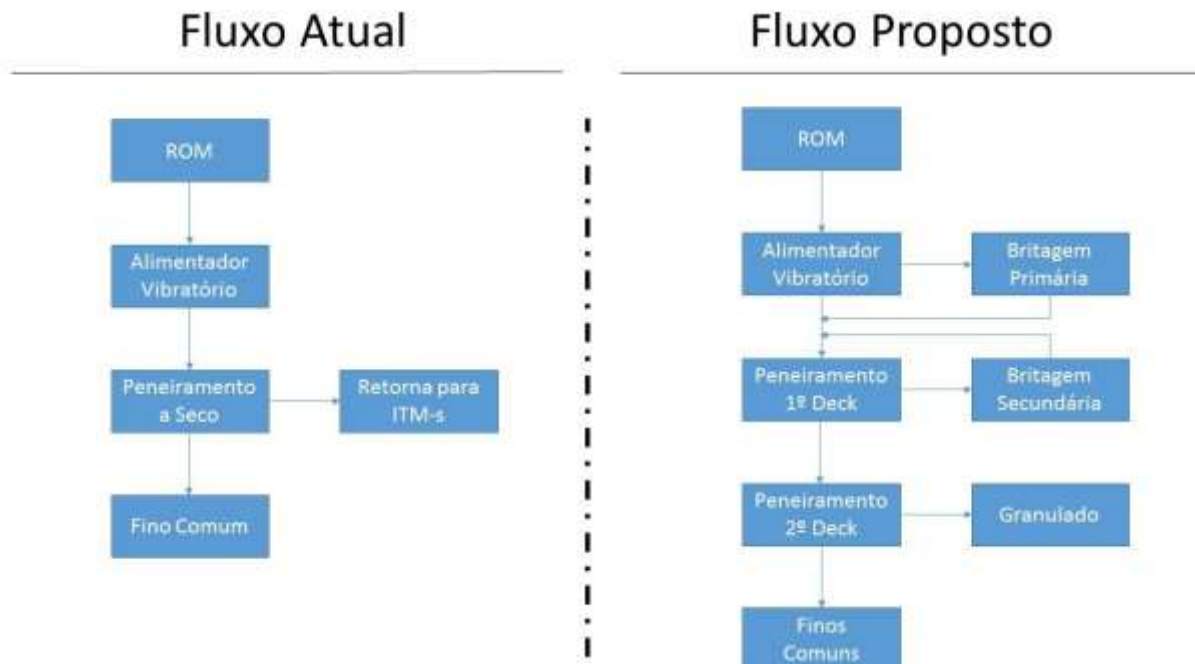 Fluxo Atual
ROM
Alimentador
Vibratório
Peneiramento
a Seco
Retorna para
ITM-s
Fino Comum
Fluxo Proposto
ROM
Alimentador
Vibratório
Britagem
Primária
Peneiramento
1º Deck
Britagem
Secundária
Peneiramento
2º Deck
Granulado
Finos
Comuns